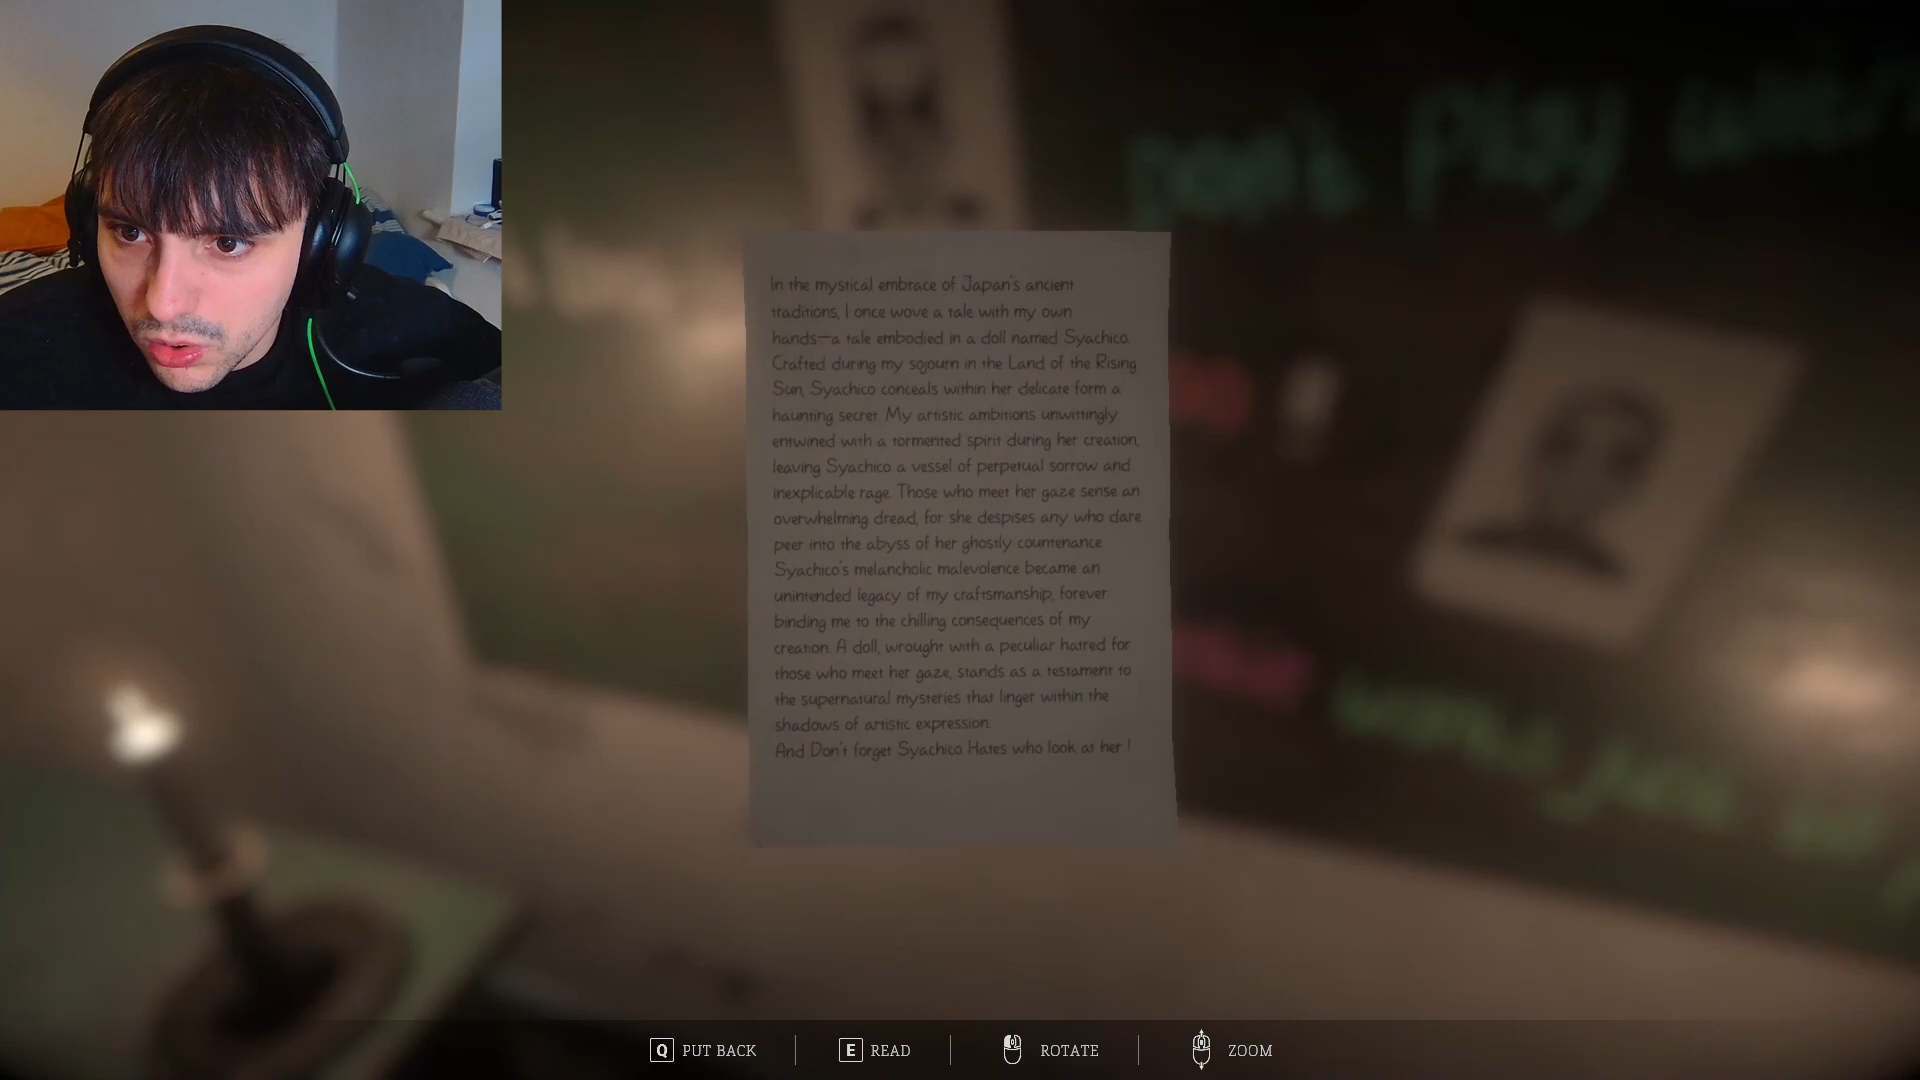 Don't Play
In the mystical embrace of Japan's ancient
traditions, I once wove a tale with my own
hands—a tale embodied in a doll named Syachico.
Crafted during my sojourn in the Land of the Rising
Sun, Syachico conceals within her delicate form a
haunting secret. My artistic ambitions unwittingly
entwined with a tormented spirit during her creation,
leaving Syachico a vessel of perpetual sorrow and
inexplicable rage. Those who meet her gaze sense an
overwhelming dread, for she despises any who dare
peer into the abyss of her ghostly countenance.
Syachico's melancholic malevolence became an
unintended legacy of my craftsmanship, forever
binding me to the chilling consequences of my
creation. A doll, wrought with a peculiar hatred for
those who meet her gaze, stands as a testament to
the supernatural mysteries that linger within the
shadows of artistic expression.
And Don't forget Syachico Hates who look at her !
Q PUT BACK
E READ
ROTATE
ZOOM